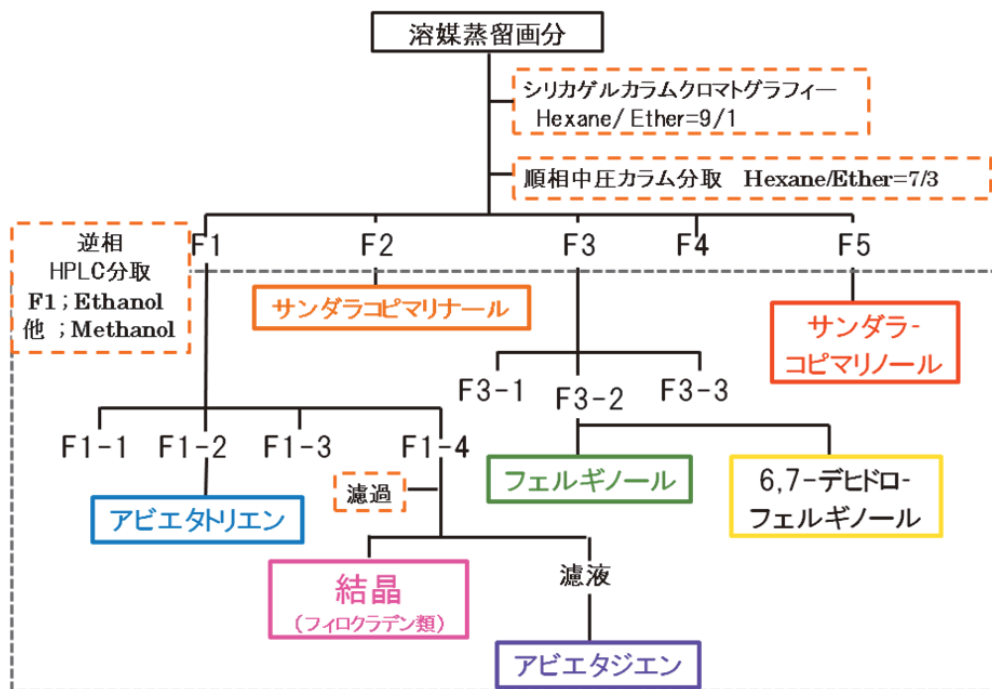 溶媒蒸留画分
シリカゲルカラムクロマトグラフィー
Hexane/ Ether=9/1
順相中圧カラム分取　Hexane/Ether=7/3
逆相
HPLC分取
F1；Ethanol
他 ；Methanol
F1
F2
F3
F4
F5
サンダラコピマリナール
サンダラ-
コピマリノール
F3-1
F3-2
F3-3
F1-1
F1-2
F1-3
F1-4
濾過
フェルギノール
6,7-デヒドロ-
フェルギノール
アビエタトリエン
結晶
(フィロクラデン類)
濾液
アビエタジエン